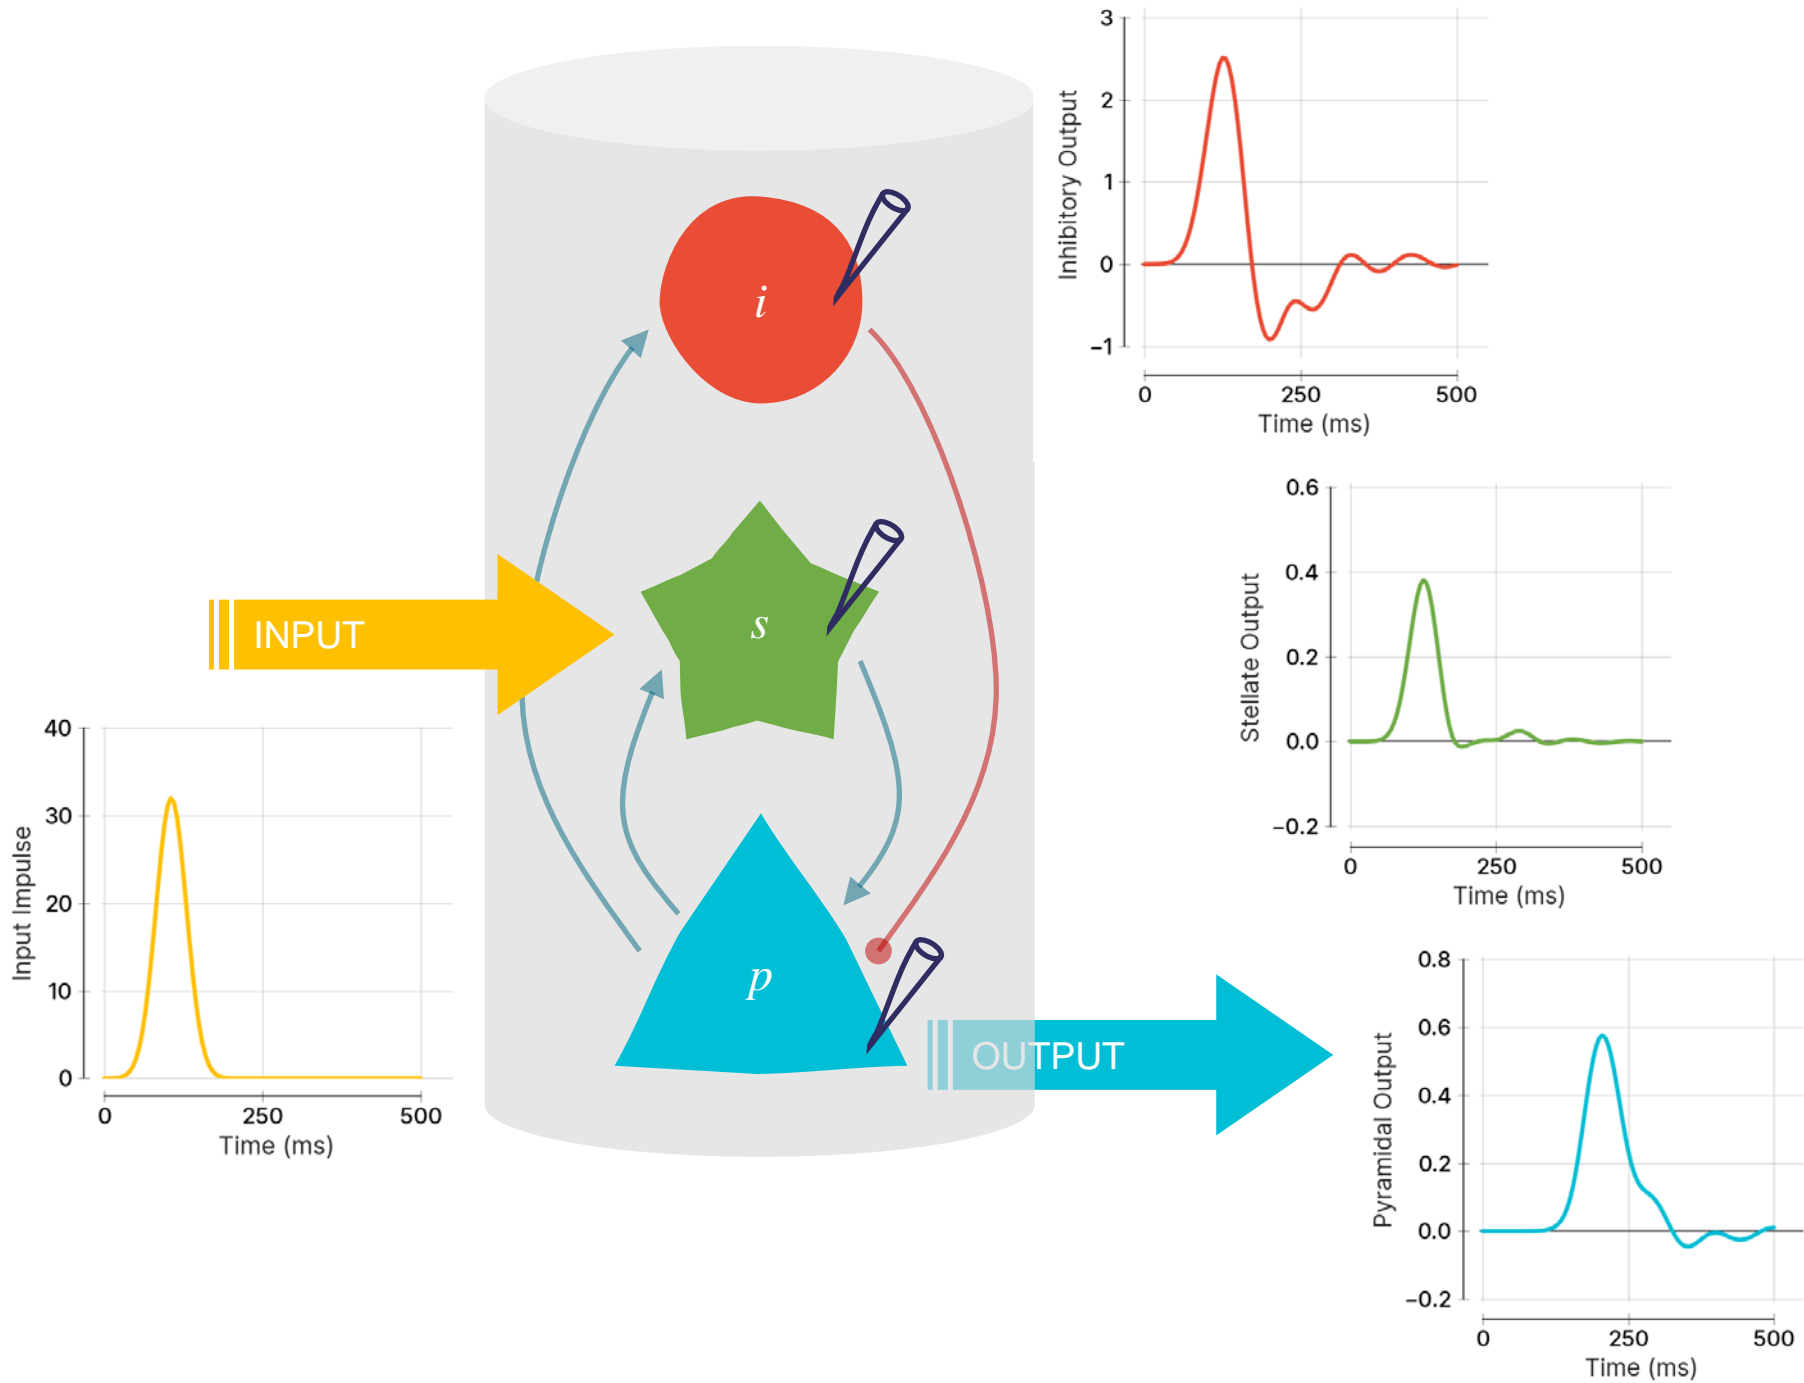 3
2
1
0
−1
Inhibitory Output
0 250 500
Time (ms)
i
0.6
0.4
0.2
0.0
−0.2
Stellate Output
0 250 500
Time (ms)
s
INPUT
40
30
20
10
0
Input Impulse
0 250 500
Time (ms)
p
OUTPUT
0.8
0.6
0.4
0.2
0.0
−0.2
Pyramidal Output
0 250 500
Time (ms)